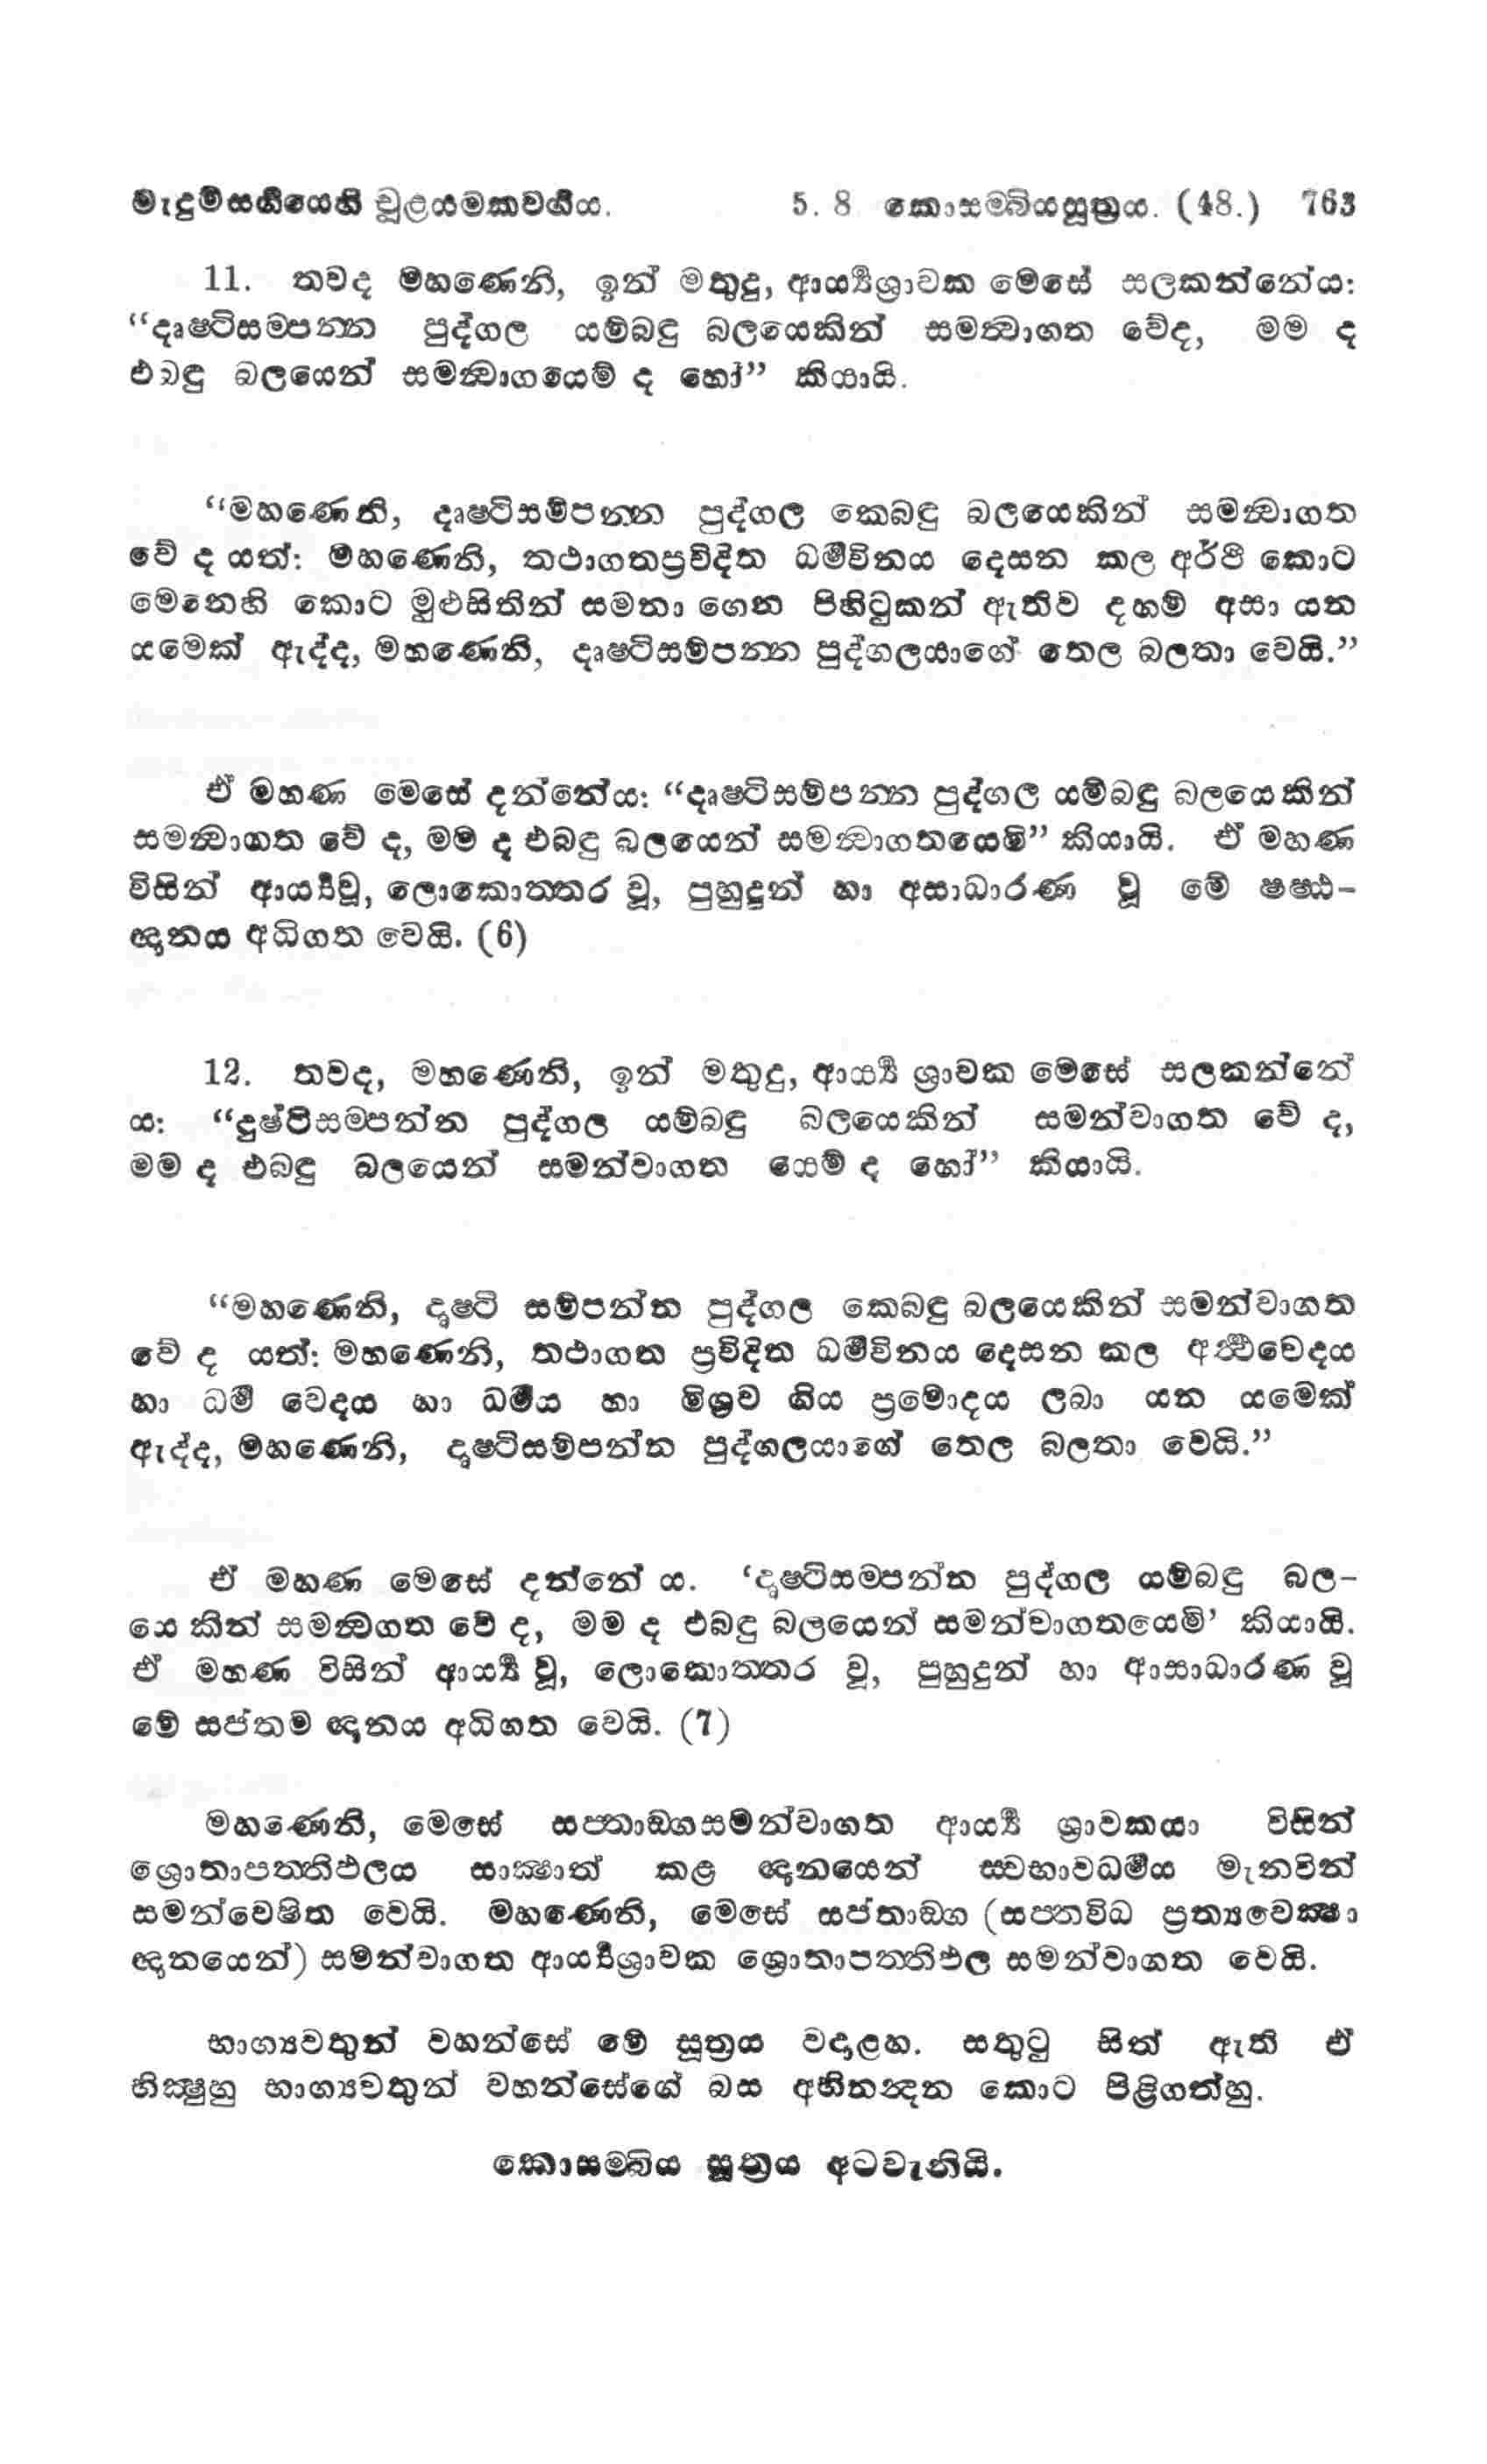 මැදුම්සඟියෙහි චූළයමකවර්‍ගය. 5. 8 කොසම්බියසූත්‍රය. (48.) 763
11. තවද මහණෙනි, ඉන් මතුදු, ආර්‍ය්‍යශ්‍රාවක මෙසේ සලකන්නේය:
“දෘෂ්ටිසම්පන්න පුද්ගල යම්බඳු බලයෙකින් සමන්‍වාගත වේද, මම ද
එබඳු බලයෙන් සමන්‍වාගයෙම් ද හෝ” කියායි.
“මහණෙනි, දෘෂ්ටිසම්පන්න පුද්ගල කෙබඳු බලයෙකින් සමන්‍වාගත
වේ ද යත්: මහණෙනි, තථාගතප්‍රවිදිත ධර්‍මවිනය දෙසන කල අර්ථි කොට
මෙනෙහි කොට මුළුසිතින් සමතා ගෙන පිහිටුකන් ඇතිව දහම් අසා යන
යමෙක් ඇද්ද, මහණෙනි, දෘෂ්ටිසම්පන්න පුද්ගලයාගේ තෙල බලතා වෙයි.”
ඒ මහණ මෙසේ දන්නේය: “දෘෂ්ටිසම්පන්න පුද්ගල යම්බඳු බලයෙකින්
සමන්‍වාගත වේ ද, මම ද එබඳු බලයෙන් සමන්‍වාගතයෙමි” කියායි. ඒ මහණ
විසින් ආර්‍ය්‍යවූ, ලොකොත්තර වූ, පුහුදුන් හා අසාධාරණ වූ මේ ෂෂ්ඨ-
ඥානය අධිගත වෙයි. (6)
12. තවද, මහණෙනි, ඉන් මතුදු, ආර්‍ය්‍ය ශ්‍රාවක මෙසේ සලකන්නේ
ය: “දුෂ්ටිසම්පන්න පුද්ගල යම්බඳු බලයෙකින් සමන්වාගත වේ ද,
මම ද එබඳු බලයෙන් සමන්වාගත යෙම් ද හෝ” කියායි.
“මහණෙනි, දෘෂ්ටි සම්පන්න පුද්ගල කෙබඳු බලයෙකින් සමන්වාගත
වේ ද යත්: මහණෙනි, තථාගත ප්‍රවිදිත ධර්‍මවිනය දෙසන කල අර්‍ත්‍ථවෙදය
හා ධර්‍ම වෙදය හා ධර්‍මය හා මිශ්‍රව ගිය ප්‍රමොදය ලබා යන යමෙක්
ඇද්ද, මහණෙනි, දෘෂ්ටිසම්පන්න පුද්ගලයාගේ තෙල බලතා වෙයි.”
ඒ මහණ මෙසේ දන්නේ ය. ‘දෘෂ්ටිසම්පන්න පුද්ගල යම්බඳු බල-
යෙකින් සමන්‍වගත වේ ද, මම ද එබඳු බලයෙන් සමන්වාගතයෙමි’ කියායි.
ඒ මහණ විසින් ආර්‍ය්‍ය වූ, ලොකොත්තර වූ, පුහුදුන් හා ආසාධාරණ වූ
මේ සප්තම ඥානය අධිගත වෙයි. (7)
මහණෙනි, මෙසේ සප්තාඞ්ගසමන්වාගත ආර්‍ය්‍ය ශ්‍රාවකයා විසින්
ශ්‍රොතාපත්තිඵලය සාක්‍ෂාත් කළ ඥානයෙන් ස්වභාවධර්‍මය මැනවින්
සමන්වෙෂිත වෙයි. මහණෙනි, මෙසේ සප්තාඞ්ග (සප්තවිධ ප්‍රත්‍යවෙක්‍ෂා
ඥානයෙන්) සමන්වාගත ආර්‍ය්‍යශ්‍රාවක ශ්‍රොතාපත්තිඵල සමන්වාගත වෙයි.
භාග්‍යවතුන් වහන්සේ මේ සූත්‍රය වදාළහ. සතුටු සිත් ඇති ඒ
භික්‍ෂුහු භාග්‍යවතුන් වහන්සේගේ බස අභිනන්‍දන කොට පිළිගත්හු.
කොසම්බිය සූත්‍රය අටවැනියි.